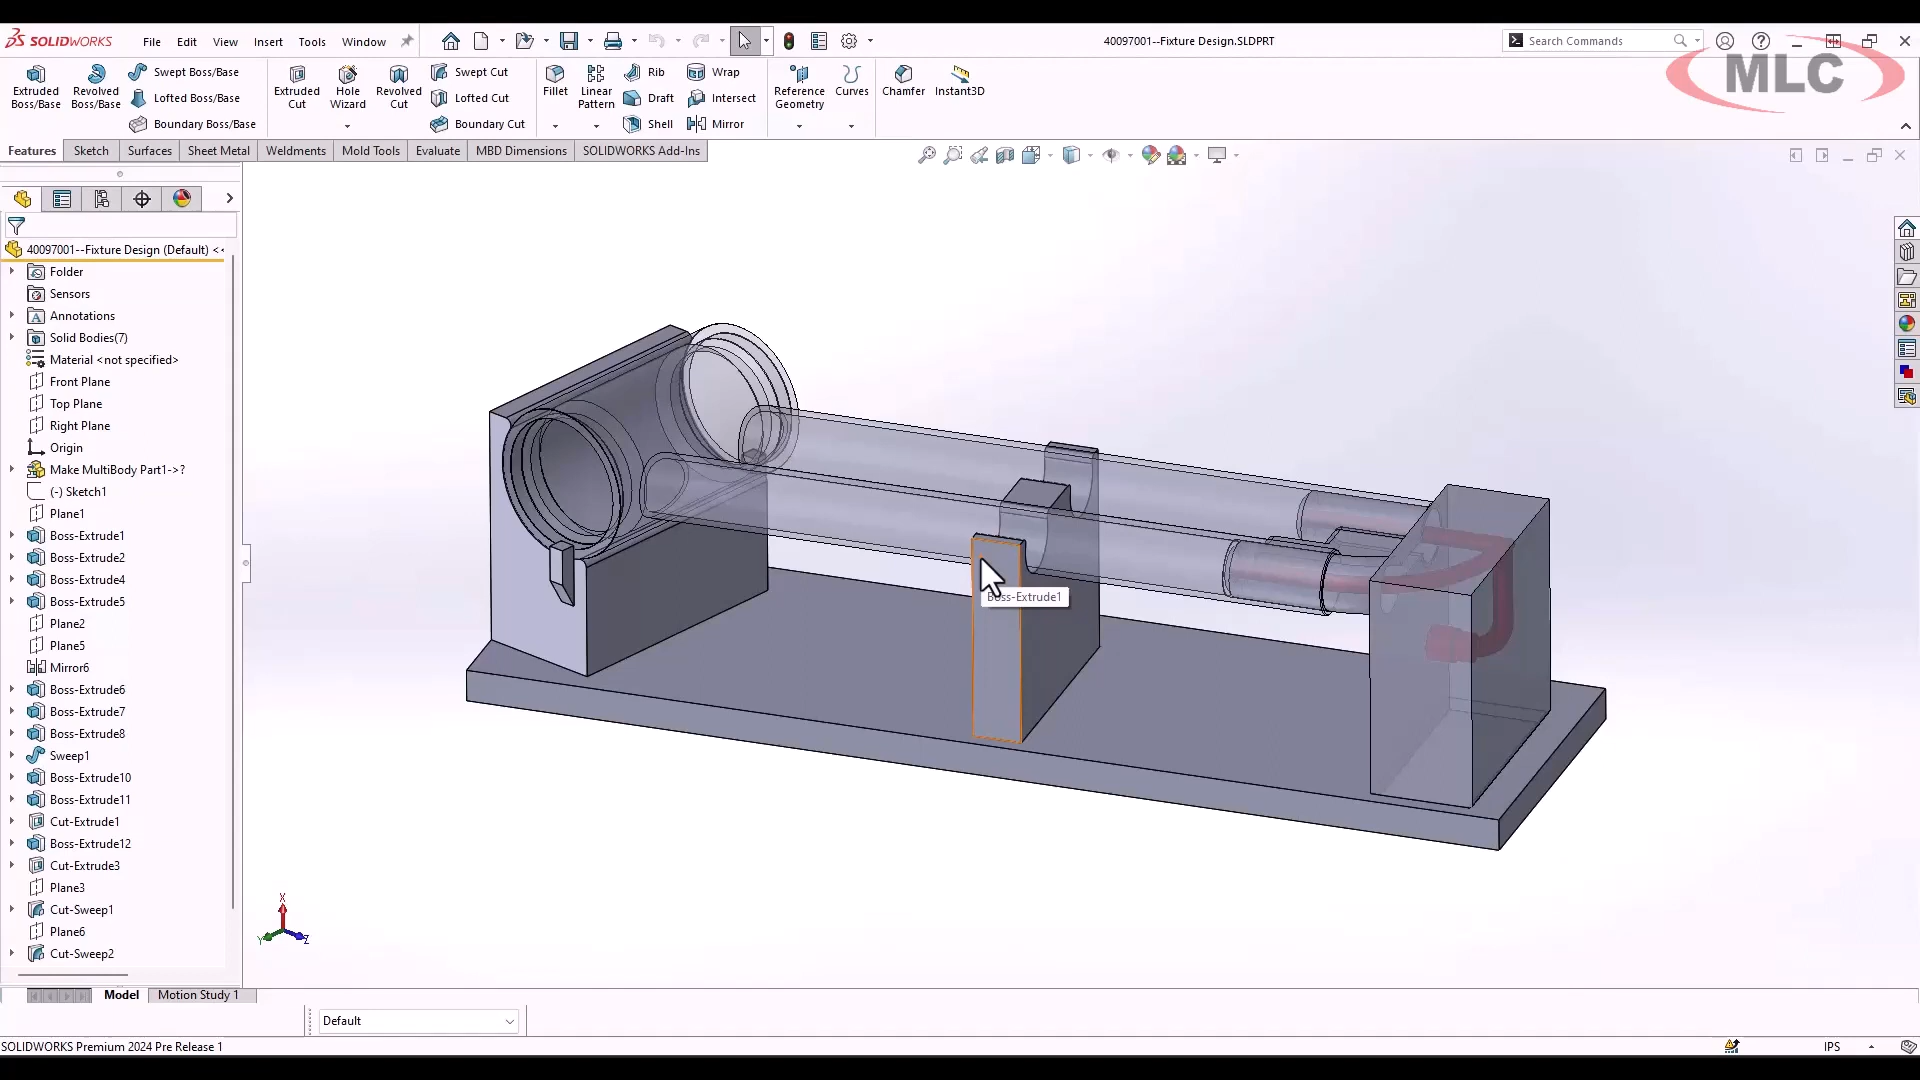 SOLIDWORKS
File Edit View Insert Tools Window
40097001--Fixture Design.SLDPRT
Search Commands
MLC
Extruded Boss/Base
Revolved Boss/Base
Swept Boss/Base
Lofted Boss/Base
Boundary Boss/Base
Extruded Cut
Hole Wizard
Revolved Cut
Swept Cut
Lofted Cut
Boundary Cut
Fillet
Linear Pattern
Rib
Draft
Shell
Wrap
Intersect
Mirror
Reference Geometry
Curves
Chamfer
Instant3D
Features Sketch Surfaces Sheet Metal Weldments Mold Tools Evaluate MBD Dimensions SOLIDWORKS Add-Ins
40097001--Fixture Design (Default) <<
Folder
Sensors
Annotations
Solid Bodies(7)
Material <not specified>
Front Plane
Top Plane
Right Plane
Origin
Make MultiBody Part1->?
(-) Sketch1
Plane1
Boss-Extrude1
Boss-Extrude2
Boss-Extrude4
Boss-Extrude5
Plane2
Plane5
Mirror6
Boss-Extrude6
Boss-Extrude7
Boss-Extrude8
Sweep1
Boss-Extrude10
Boss-Extrude11
Cut-Extrude1
Boss-Extrude12
Cut-Extrude3
Plane3
Cut-Sweep1
Plane6
Cut-Sweep2
Boss-Extrude1
X
Y
Z
Model Motion Study 1
Default
SOLIDWORKS Premium 2024 Pre Release 1
IPS